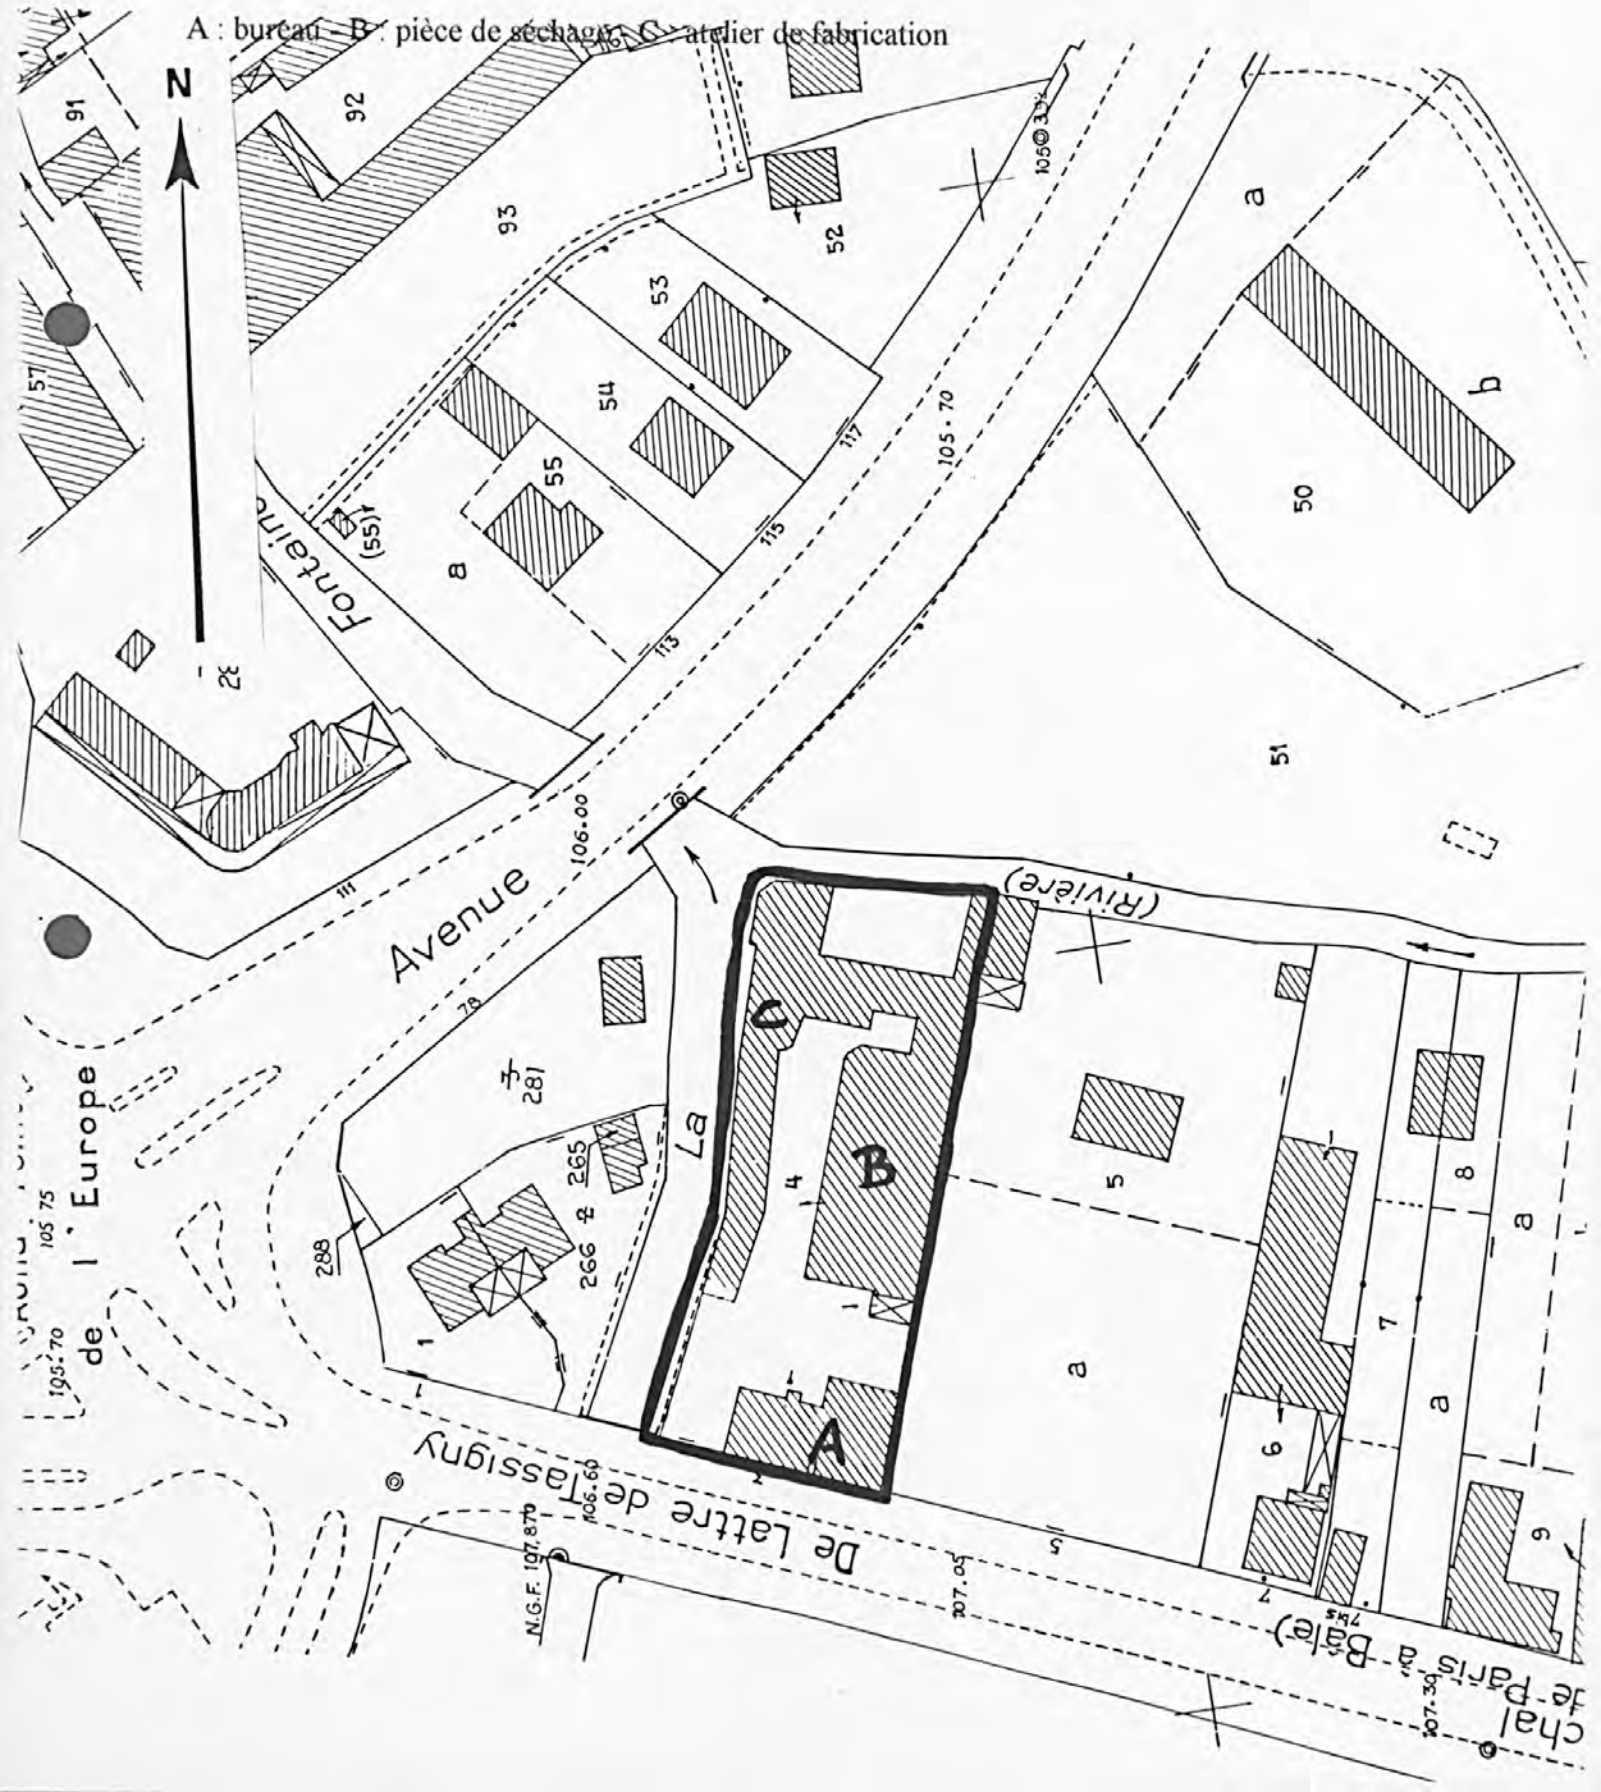 A : bureau - B : pièce de séchage - C : atelier de fabrication
N
91
92
93
52
53
54
55
(55)
a
57
Fontaine
117
115
113
105.70
a
b
50
51
106.00
111
Avenue
78
(Rivière)
La
C
B
A
4
2
281
265
266
288
1
1
5
a
5
6
7
7
7bis
8
a
a
9
de l'Europe
105.75
105.70
De Lattre de Tassigny
106.60
N.G.F. 107.870
107.05
107.30
chal
de Paris à Bâle)